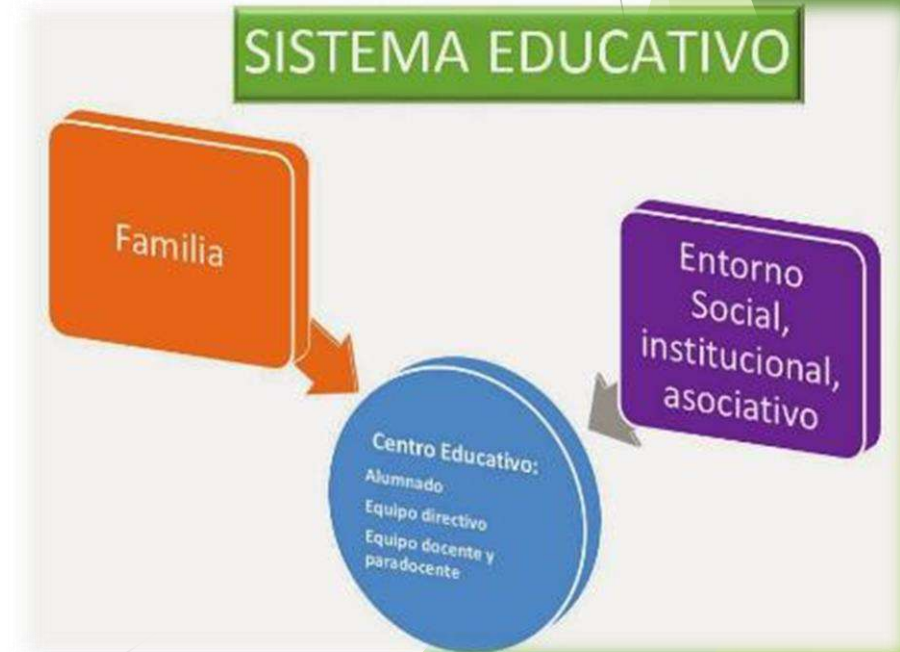 SISTEMA EDUCATIVO
Familia
Entorno
Social,
institucional,
asociativo
Centro Educativo:
Alumnado
Equipo directivo
Equipo docente y
paradocente